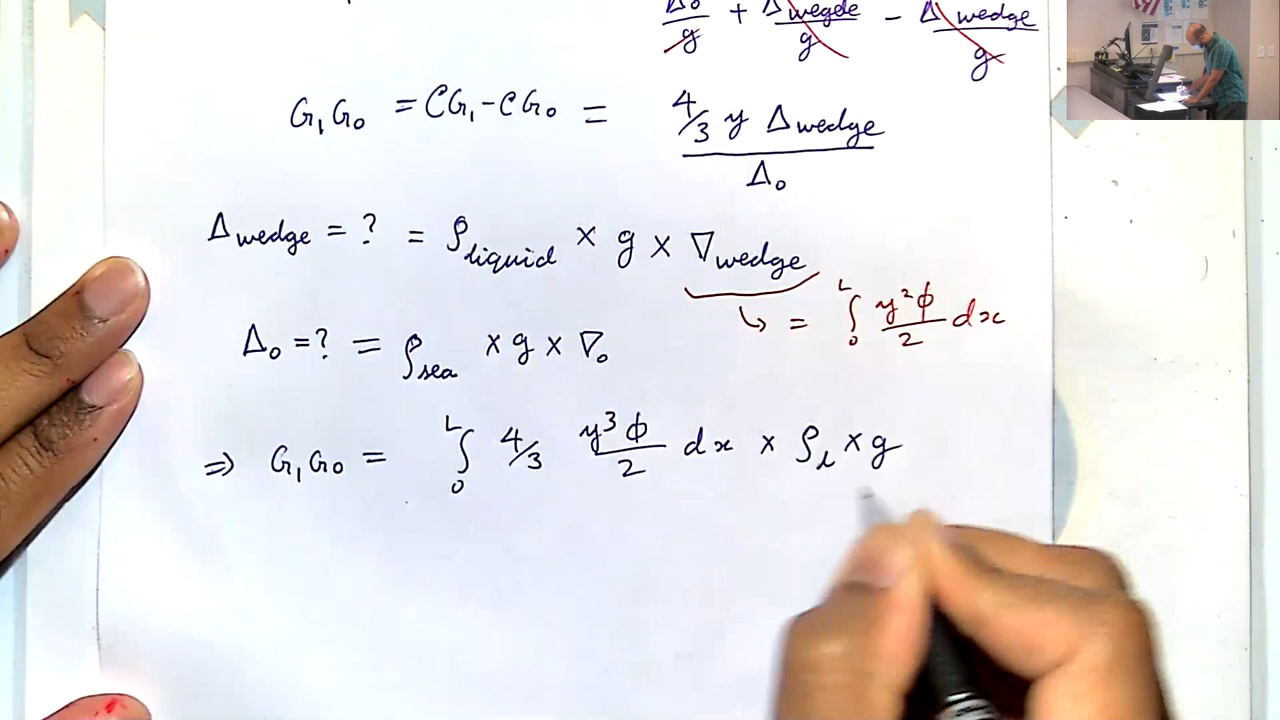 Δ₀/g + Δwegde/g − Δwedge/g
G₁G₀ = CG₁ - CG₀ = 4/3 y Δwedge / Δ₀
Δwedge = ? = ρliquid × g × ∇wedge
↳ = ∫₀ᴸ y²ϕ/2 dx
Δ₀ = ? = ρsea × g × ∇₀
⇒ G₁G₀ = ∫₀ᴸ 4/3 y³ϕ/2 dx × ρₗ × g